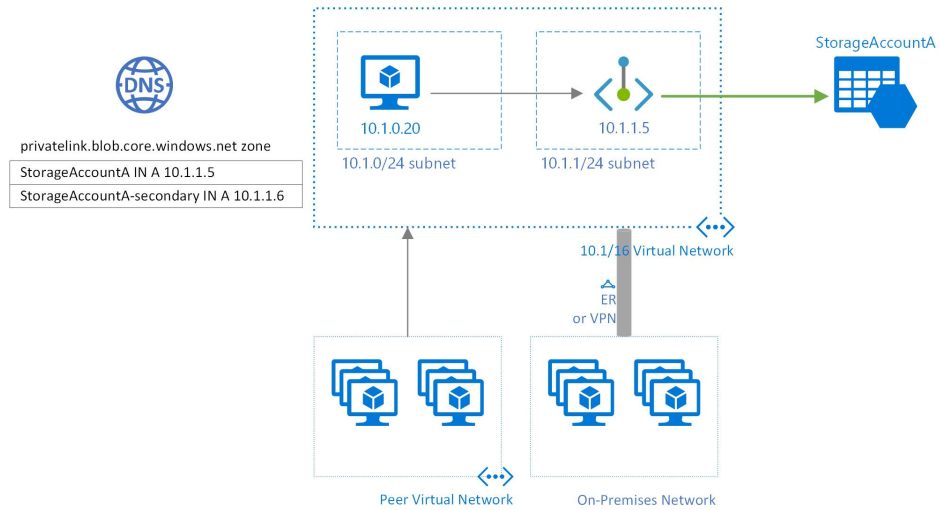 StorageAccountA
DNS
10.1.0.20
10.1.1.5
privatelink.blob.core.windows.net zone
10.1.0/24 subnet
10.1.1/24 subnet
StorageAccountA IN A 10.1.1.5
StorageAccountA-secondary IN A 10.1.1.6
10.1/16 Virtual Network
ER
or VPN
Peer Virtual Network
On-Premises Network